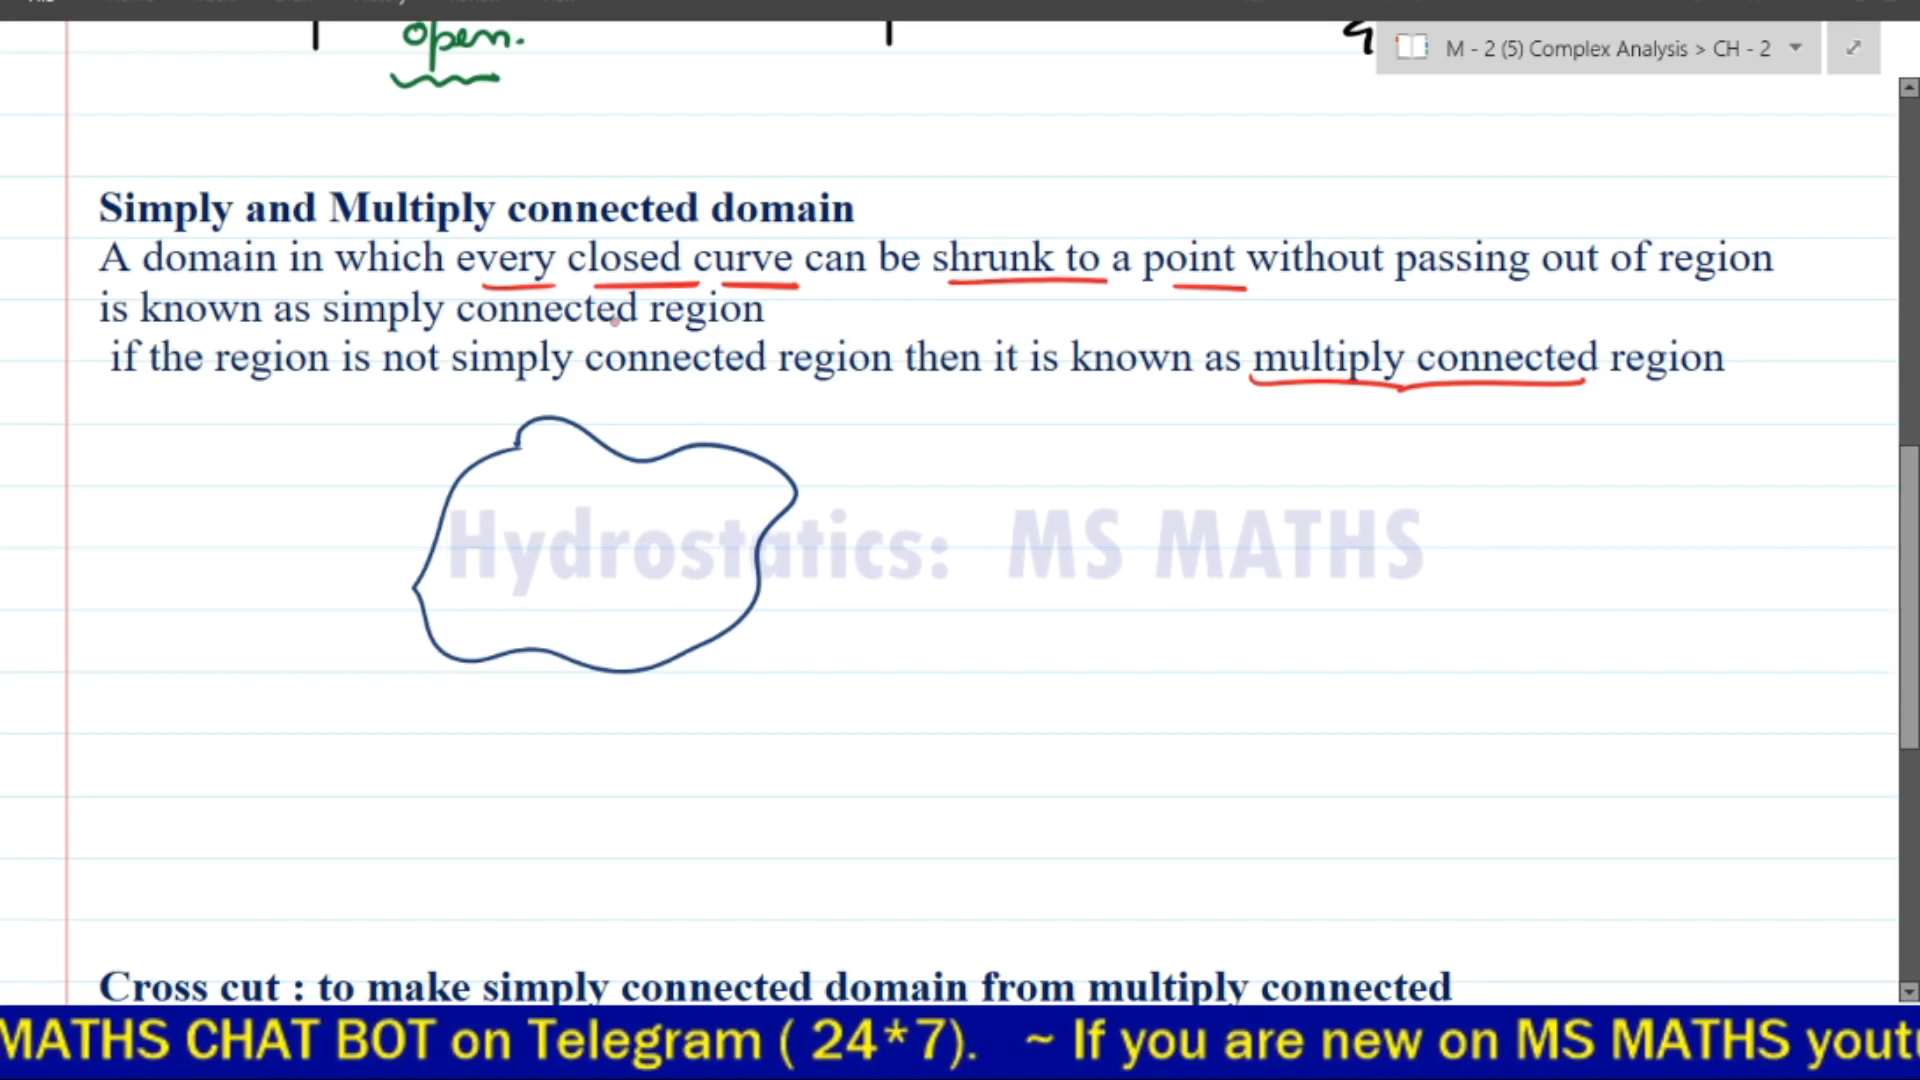 open.
M - 2 (5) Complex Analysis > CH - 2
Simply and Multiply connected domain
A domain in which every closed curve can be shrunk to a point without passing out of region
is known as simply connected region
if the region is not simply connected region then it is known as multiply connected region
Hydrostatics: MS MATHS
Cross cut : to make simply connected domain from multiply connected
MATHS CHAT BOT on Telegram ( 24*7). ~ If you are new on MS MATHS